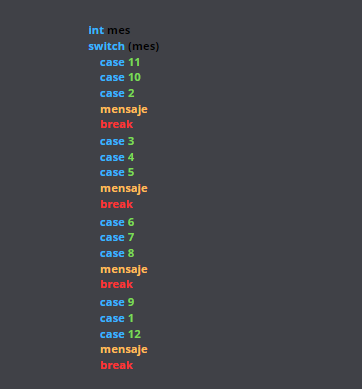 int mes
switch (mes)
case 11
case 10
case 2
mensaje
break
case 3
case 4
case 5
mensaje
break
case 6
case 7
case 8
mensaje
break
case 9
case 1
case 12
mensaje
break